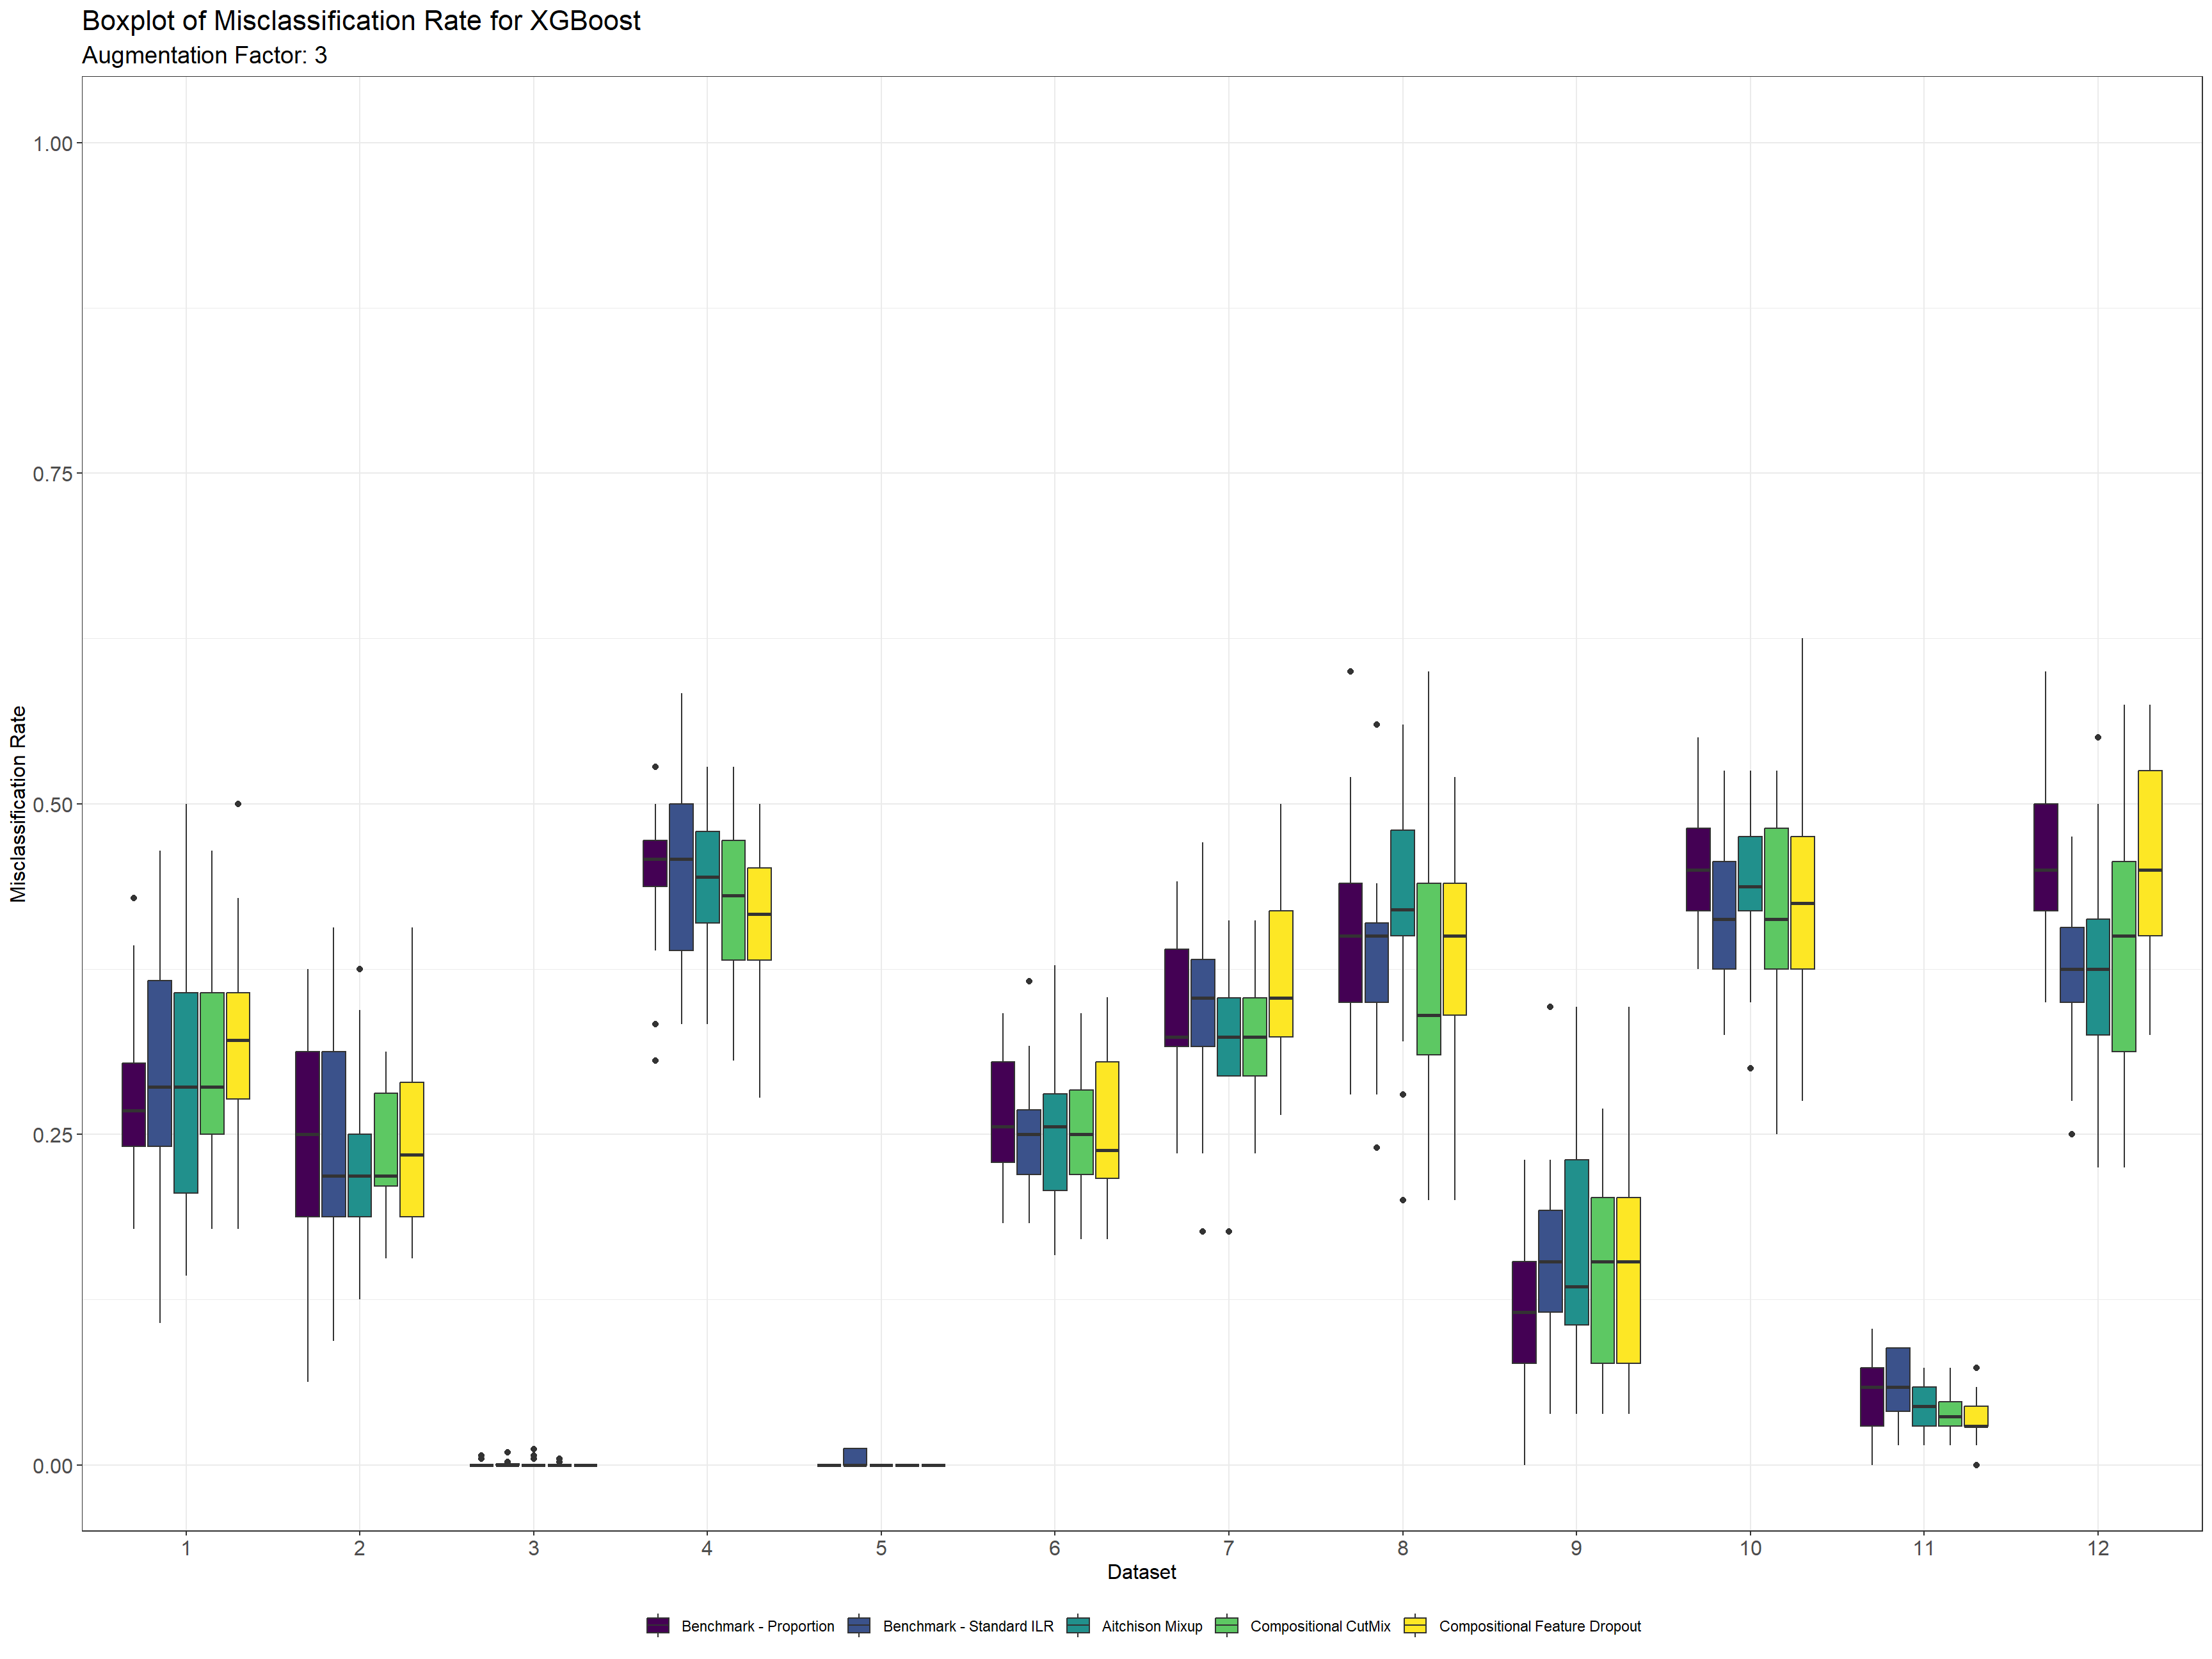 Boxplot of Misclassification Rate for XGBoost
Augmentation Factor: 3
1.00
0.75
0.50
0.25
0.00
Misclassification Rate
1 2 3 4 5 6 7 8 9 10 11 12
Dataset
Benchmark - Proportion Benchmark - Standard ILR Aitchison Mixup Compositional CutMix Compositional Feature Dropout